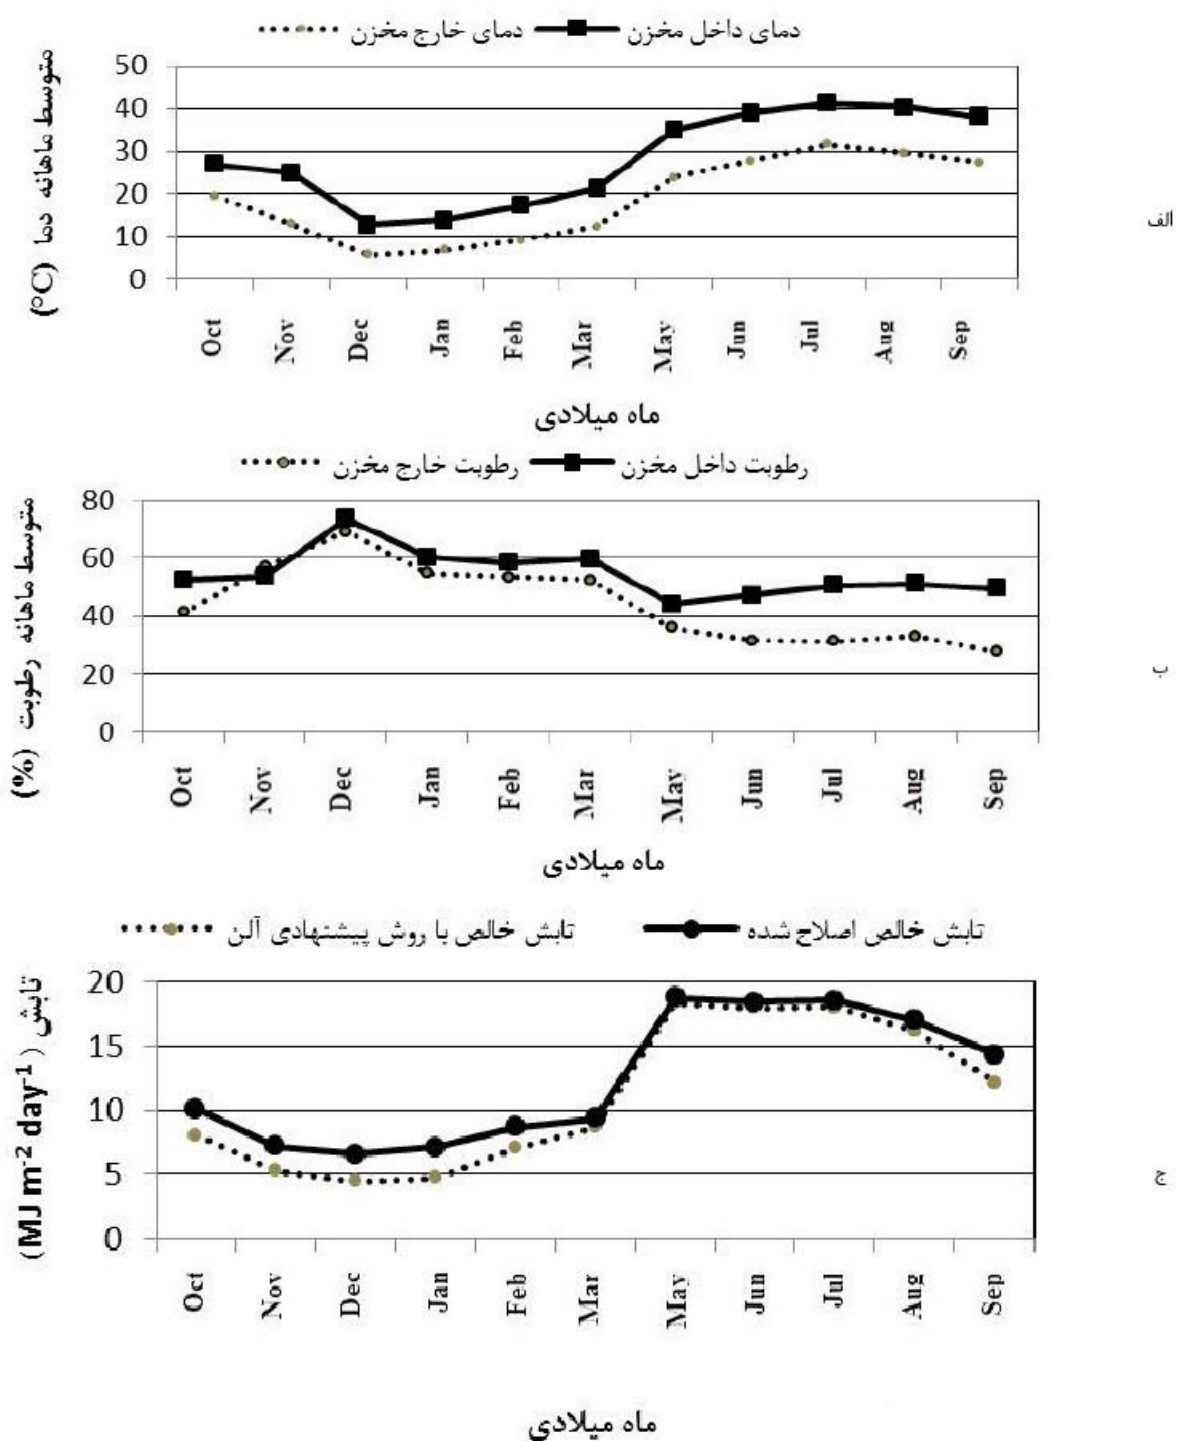 دمای داخل مخزن دمای خارج مخزن
متوسط ماهانه دما (°C)
50
40
30
20
10
0
Oct Nov Dec Jan Feb Mar May Jun Jul Aug Sep
ماه میلادی
الف
رطوبت داخل مخزن رطوبت خارج مخزن
متوسط ماهانه رطوبت (%)
80
60
40
20
0
Oct Nov Dec Jan Feb Mar May Jun Jul Aug Sep
ماه میلادی
تابش خالص اصلاح شده تابش خالص با روش پیشنهادی آلن
تابش (MJ m-2 day-1)
20
15
10
5
0
Oct Nov Dec Jan Feb Mar May Jun Jul Aug Sep
ماه میلادی
ج